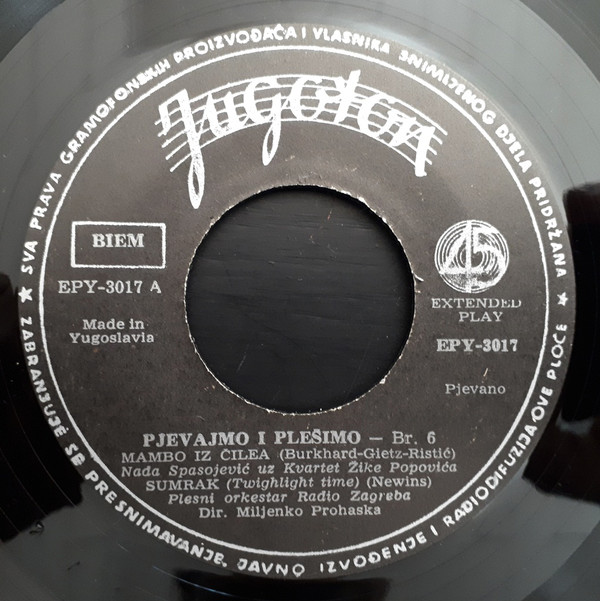 ★ SVA PRAVA GRAMOFONSKIH PROIZVOĐAČA I VLASNIKA SNIMLJENOG DJELA PRIDRŽANA ★
Jugoton
BIEM
45
EPY-3017 A
EXTENDED
PLAY
Made in
Yugoslavia
EPY-3017
Pjevano
PJEVAJMO I PLEŠIMO — Br. 6
MAMBO IZ ČILEA (Burkhard-Gietz-Ristić)
Nada Spasojević uz Kvartet Žike Popovića
SUMRAK (Twighlight time) (Newins)
Plesni orkestar Radio Zagreba
Dir. Miljenko Prohaska
ZABRANJUJE SE PRESNIMAVANJE, JAVNO IZVOĐENJE I RADIODIFUZIJA OVE PLOČE